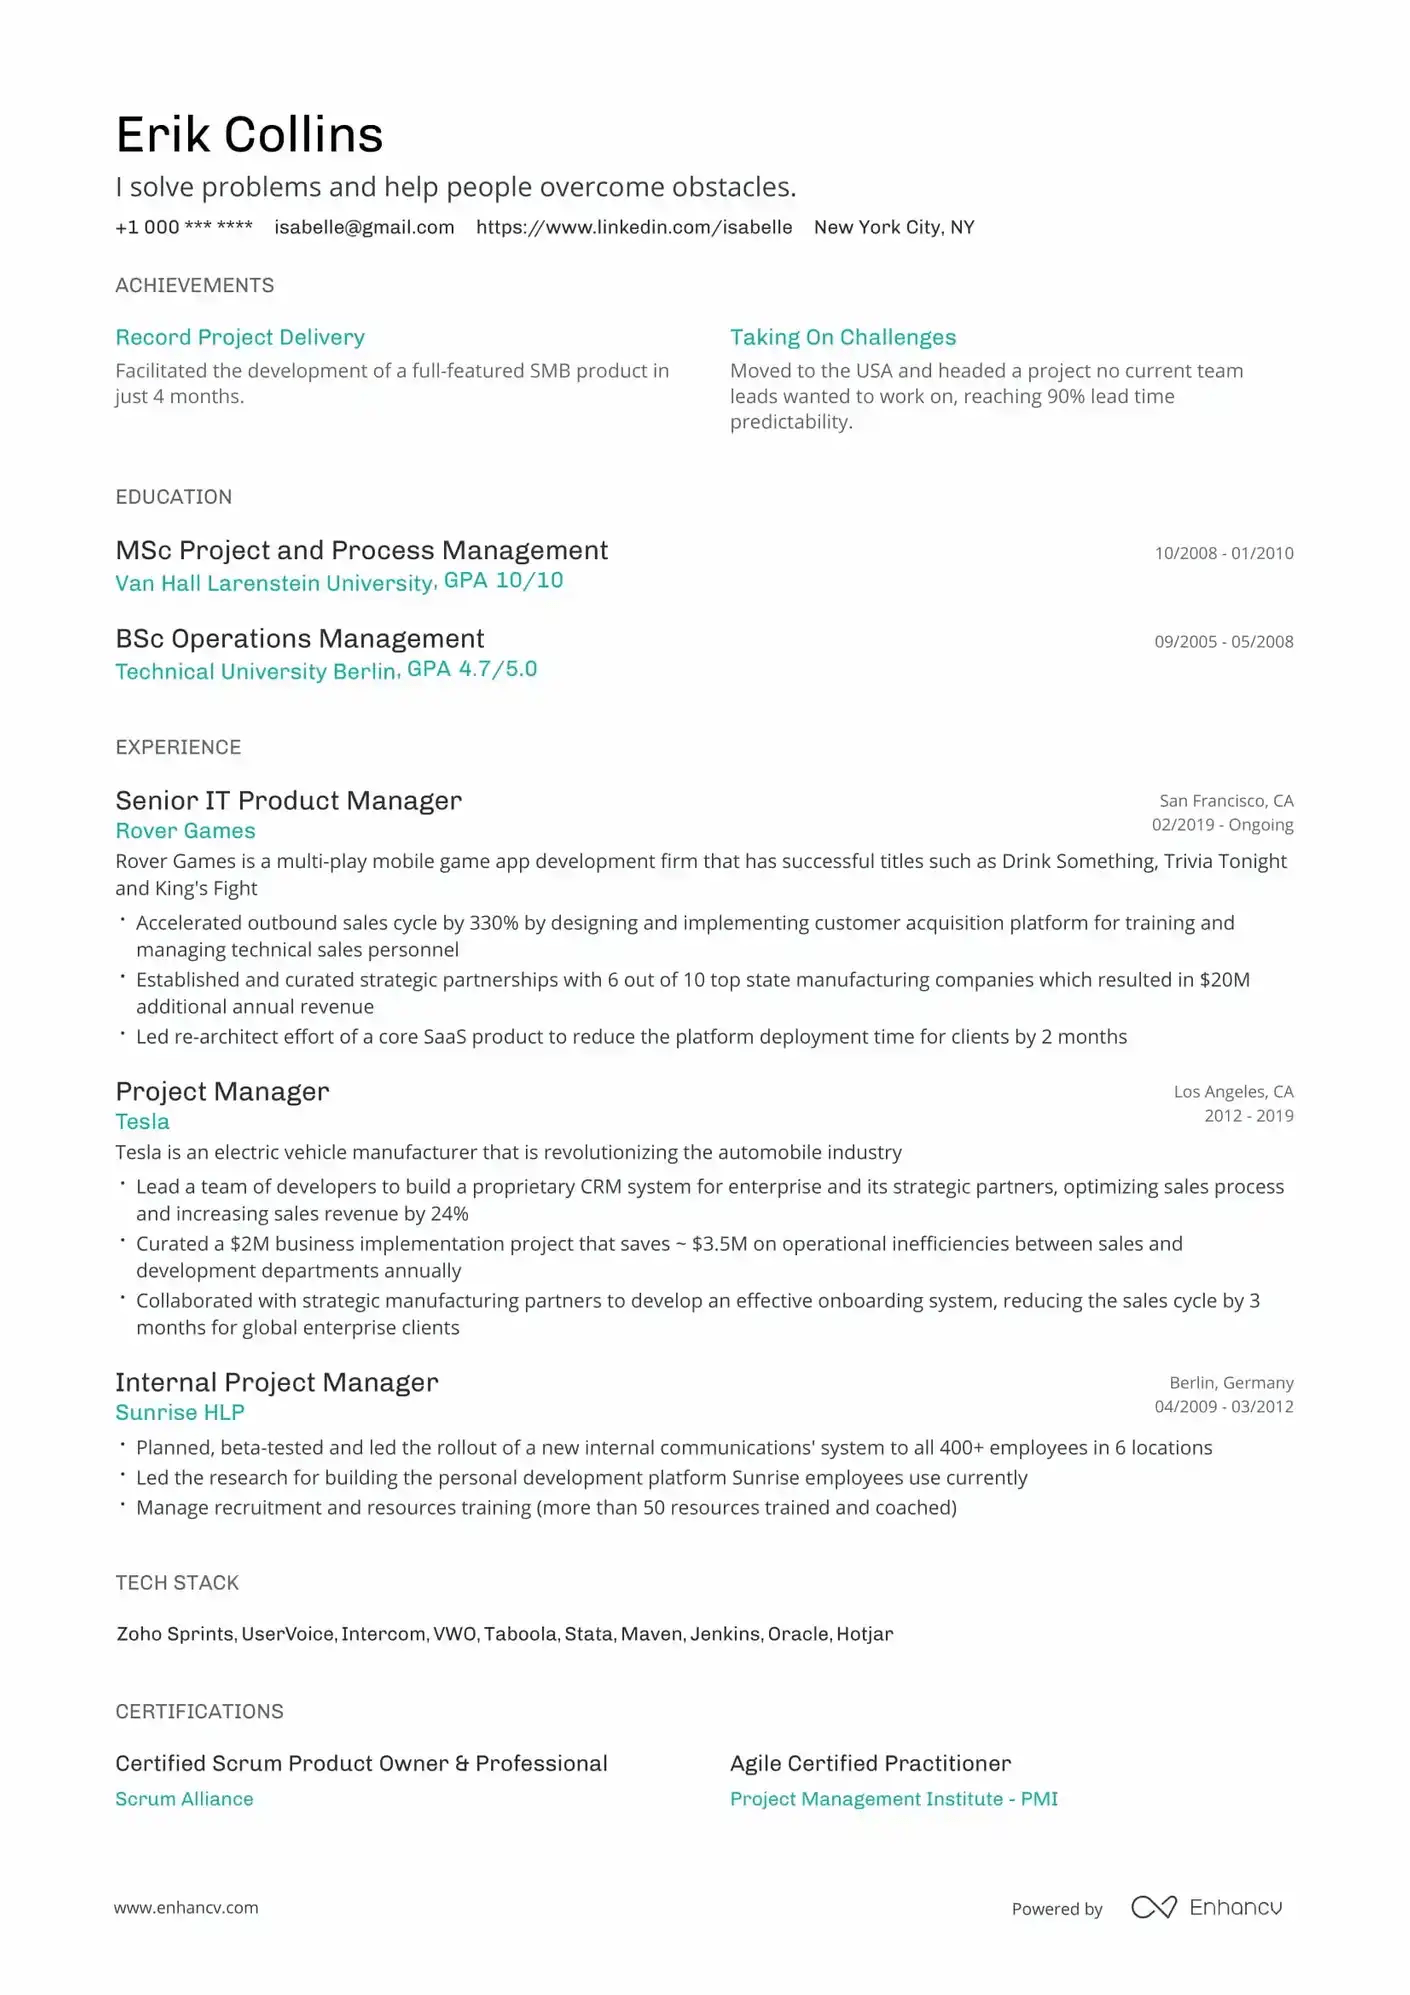 Erik Collins
I solve problems and help people overcome obstacles.
+1 000 *** **** isabelle@gmail.com https://www.linkedin.com/isabelle New York City, NY
ACHIEVEMENTS
Record Project Delivery
Facilitated the development of a full-featured SMB product in
just 4 months.
Taking On Challenges
Moved to the USA and headed a project no current team
leads wanted to work on, reaching 90% lead time
predictability.
EDUCATION
MSc Project and Process Management
10/2008 - 01/2010
Van Hall Larenstein University, GPA 10/10
BSc Operations Management
09/2005 - 05/2008
Technical University Berlin, GPA 4.7/5.0
EXPERIENCE
Senior IT Product Manager
San Francisco, CA
Rover Games
02/2019 - Ongoing
Rover Games is a multi-play mobile game app development firm that has successful titles such as Drink Something, Trivia Tonight
and King's Fight
· Accelerated outbound sales cycle by 330% by designing and implementing customer acquisition platform for training and
managing technical sales personnel
· Established and curated strategic partnerships with 6 out of 10 top state manufacturing companies which resulted in $20M
additional annual revenue
· Led re-architect effort of a core SaaS product to reduce the platform deployment time for clients by 2 months
Project Manager
Los Angeles, CA
Tesla
2012 - 2019
Tesla is an electric vehicle manufacturer that is revolutionizing the automobile industry
· Lead a team of developers to build a proprietary CRM system for enterprise and its strategic partners, optimizing sales process
and increasing sales revenue by 24%
· Curated a $2M business implementation project that saves ~ $3.5M on operational inefficiencies between sales and
development departments annually
· Collaborated with strategic manufacturing partners to develop an effective onboarding system, reducing the sales cycle by 3
months for global enterprise clients
Internal Project Manager
Berlin, Germany
Sunrise HLP
04/2009 - 03/2012
· Planned, beta-tested and led the rollout of a new internal communications' system to all 400+ employees in 6 locations
· Led the research for building the personal development platform Sunrise employees use currently
· Manage recruitment and resources training (more than 50 resources trained and coached)
TECH STACK
Zoho Sprints, UserVoice, Intercom, VWO, Taboola, Stata, Maven, Jenkins, Oracle, Hotjar
CERTIFICATIONS
Certified Scrum Product Owner & Professional
Scrum Alliance
Agile Certified Practitioner
Project Management Institute - PMI
www.enhancv.com
Powered by Enhancv